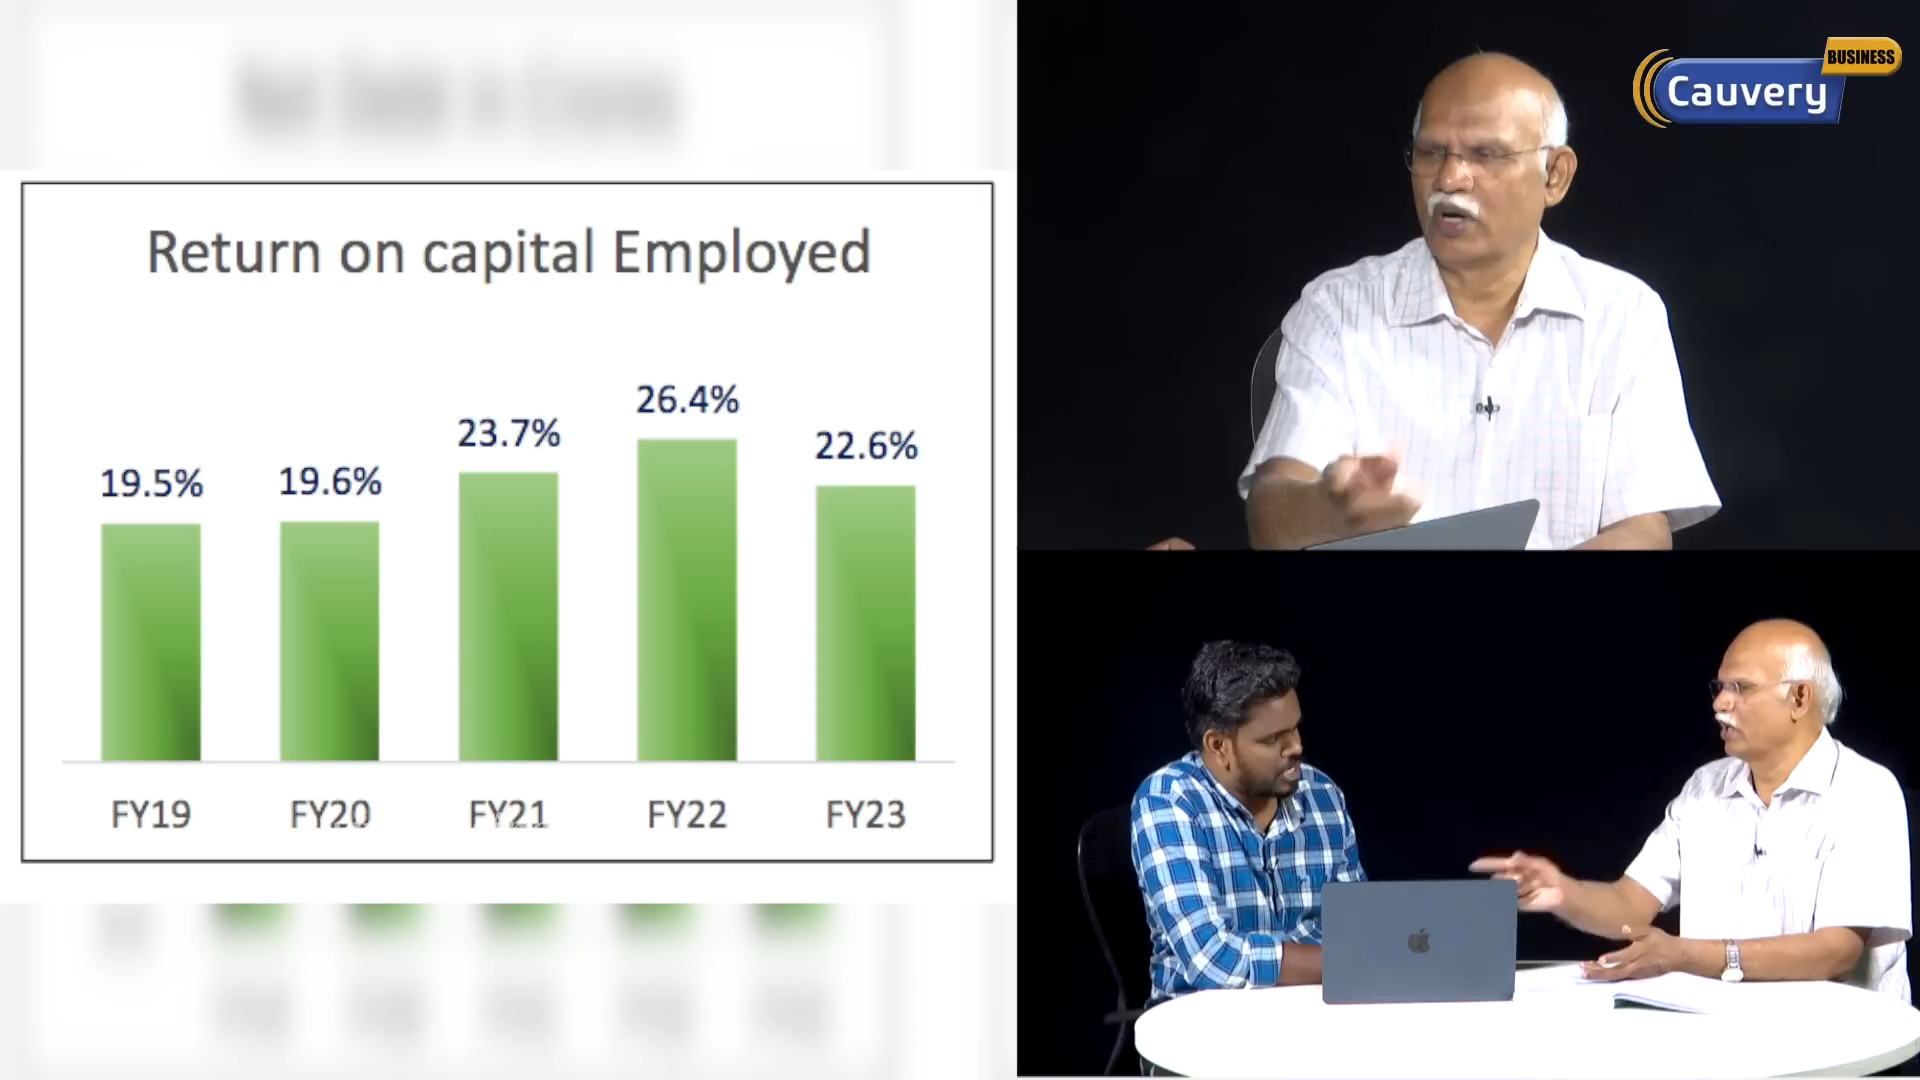 Return on capital Employed
19.5%
19.6%
23.7%
26.4%
22.6%
FY19
FY20
FY21
FY22
FY23
BUSINESS
Cauvery